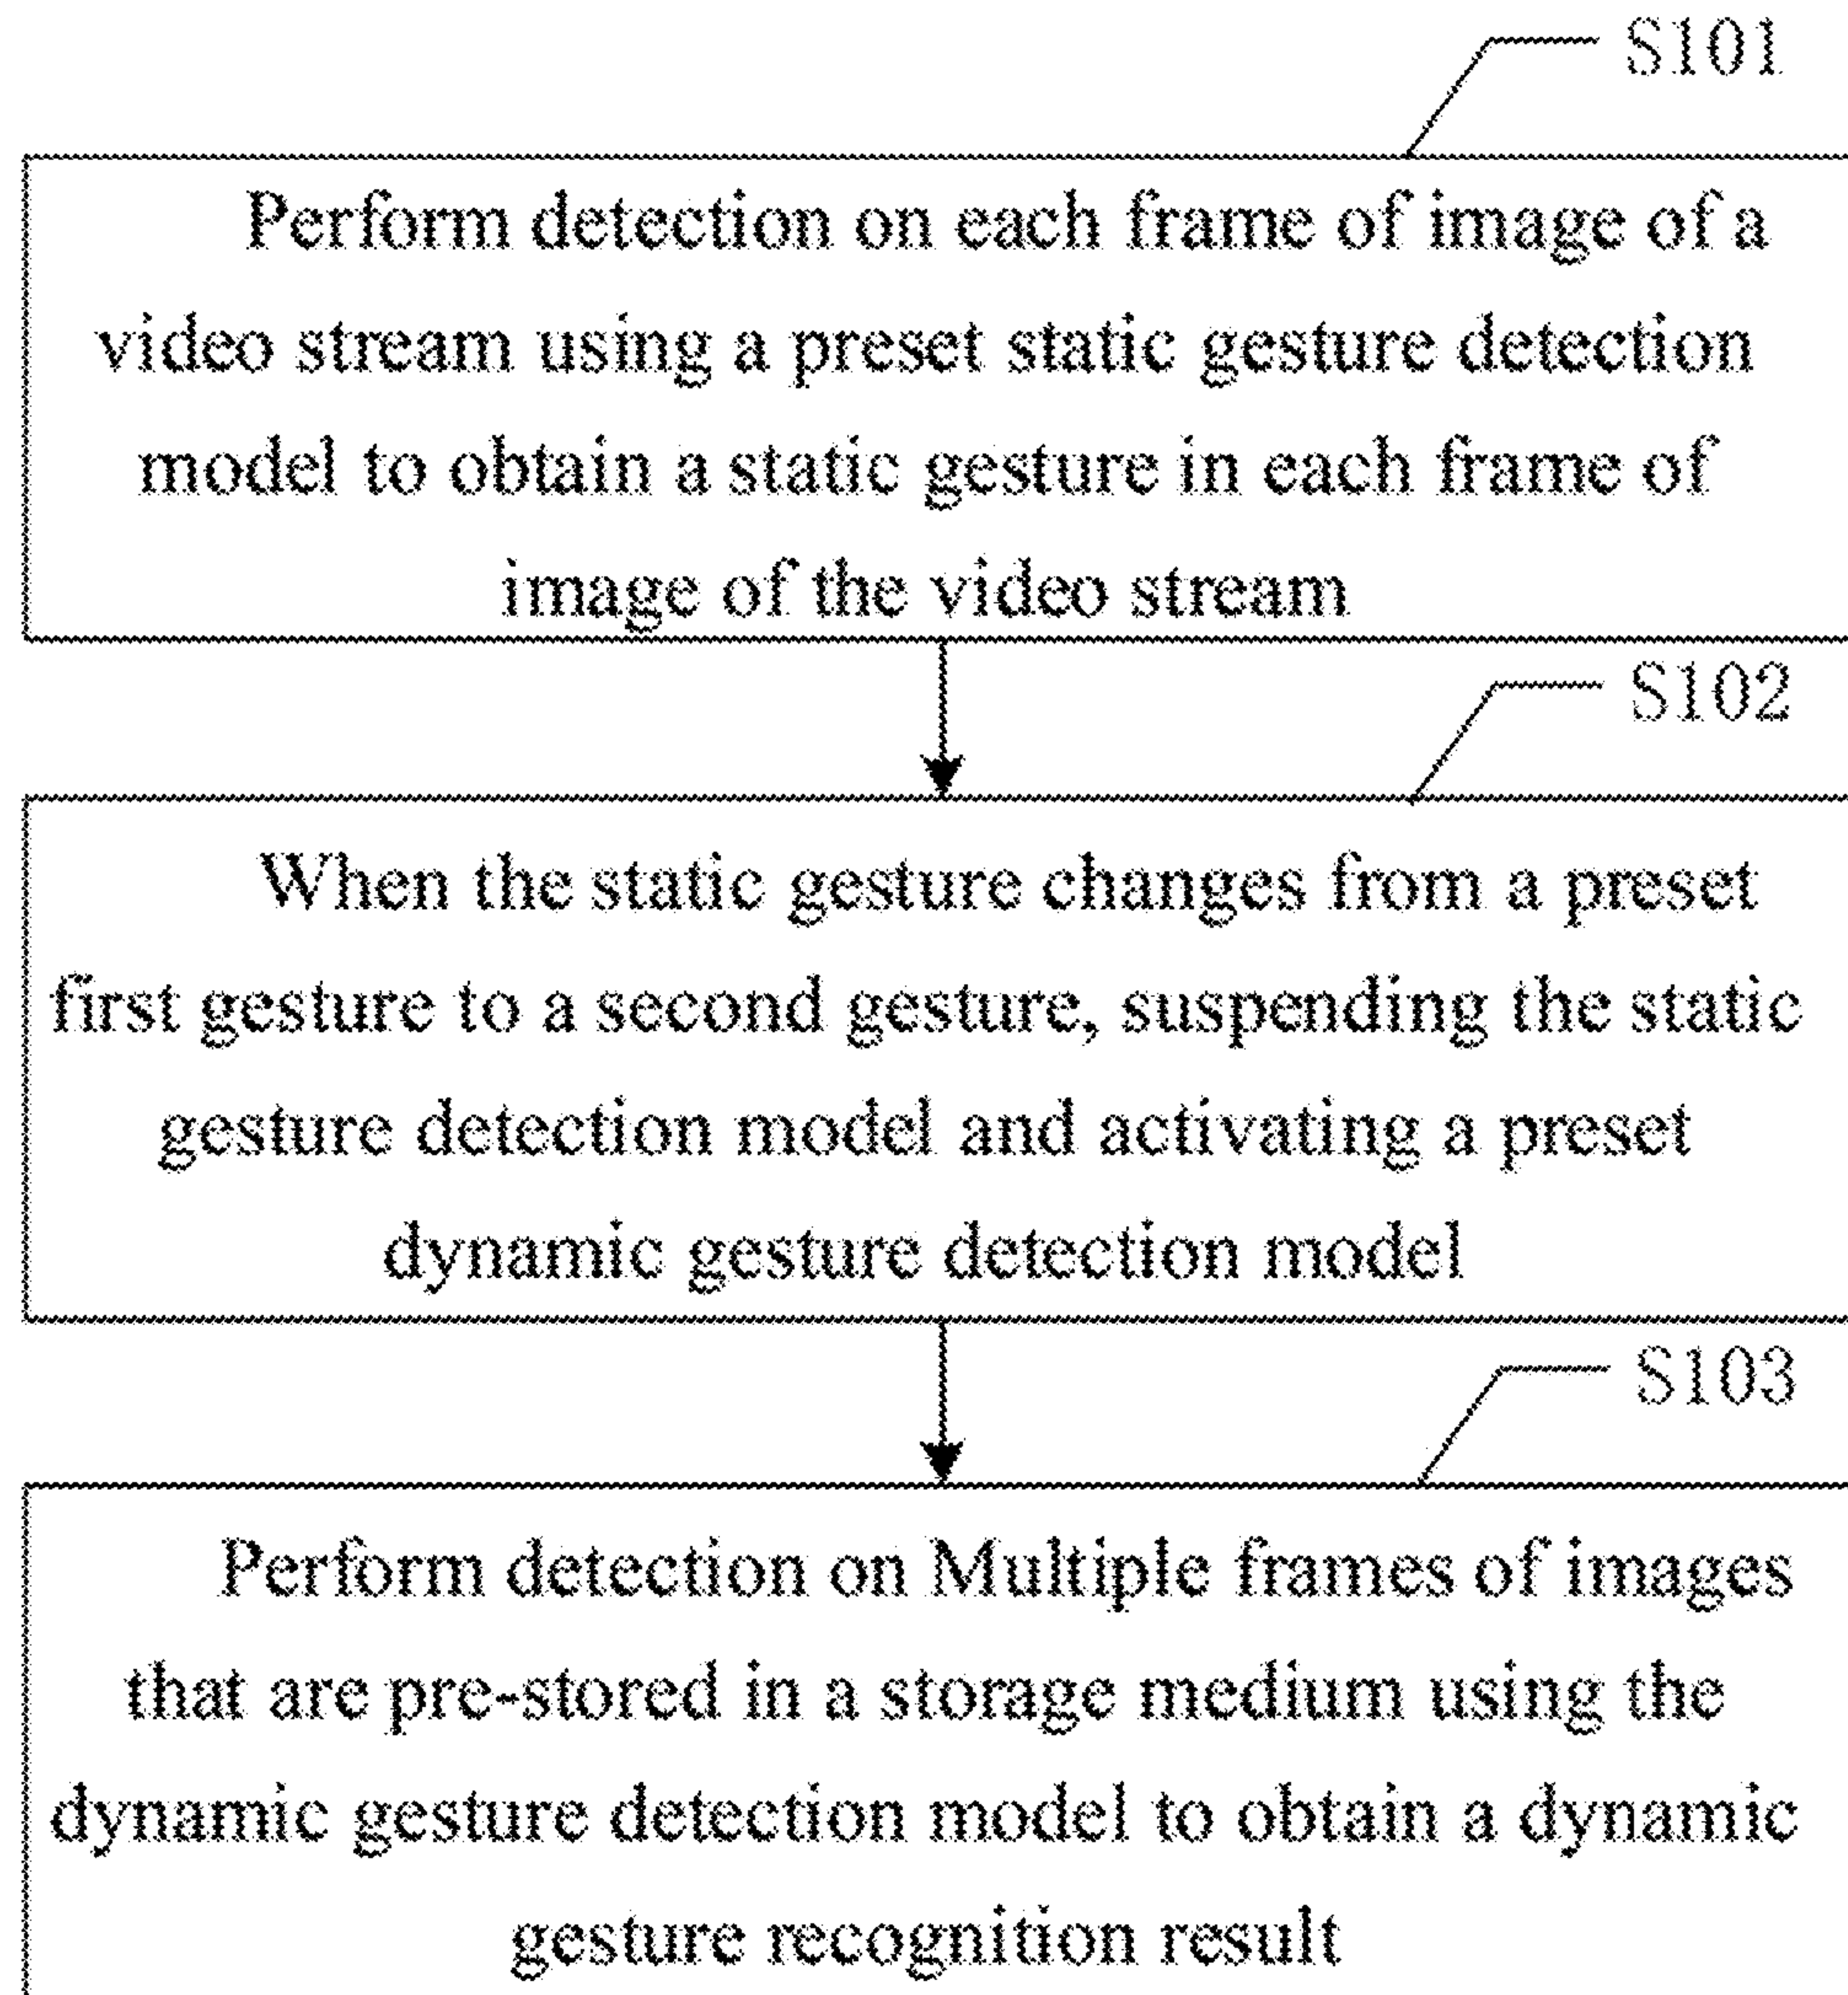 S101
Perform detection on each frame of image of a
video stream using a preset static gesture detection
model to obtain a static gesture in each frame of
image of the video stream
S102
When the static gesture changes from a preset
first gesture to a second gesture, suspending the static
gesture detection model and activating a preset
dynamic gesture detection model
S103
Perform detection on Multiple frames of images
that are pre-stored in a storage medium using the
dynamic gesture detection model to obtain a dynamic
gesture recognition result